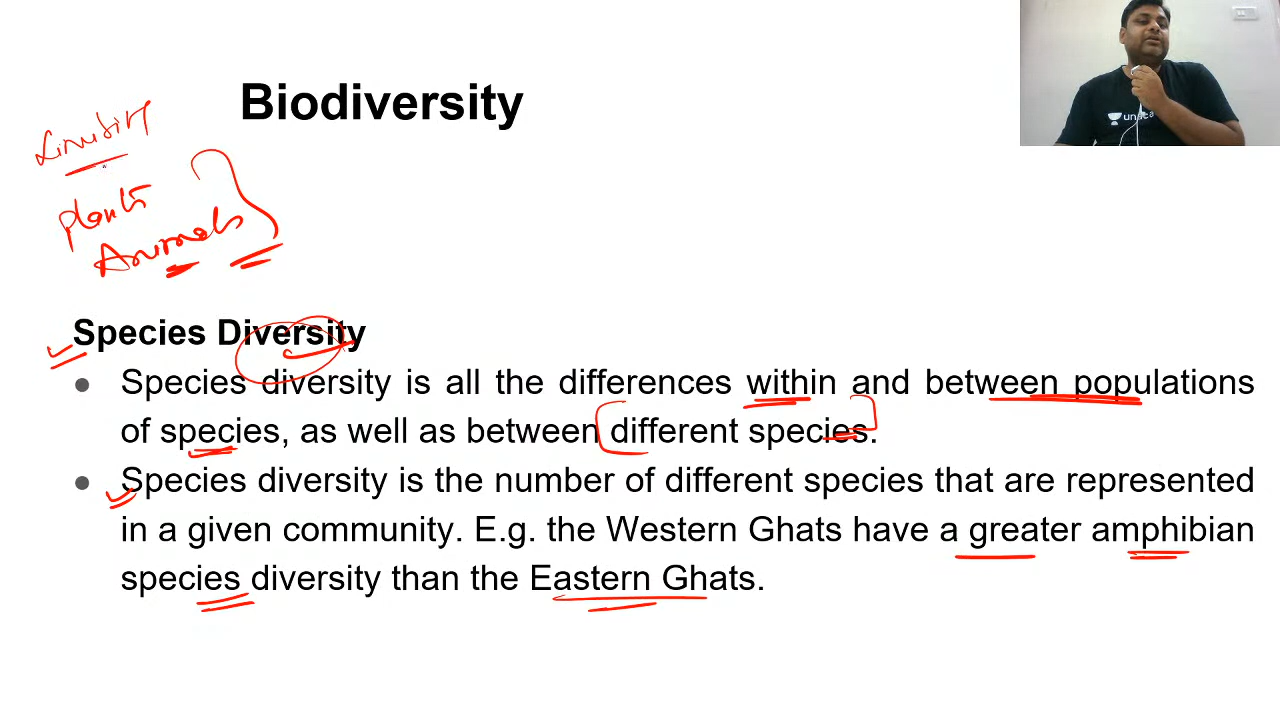 Biodiversity
plants
Animals
Species Diversity
● Species diversity is all the differences within and between populations
of species, as well as between different species.
● Species diversity is the number of different species that are represented
in a given community. E.g. the Western Ghats have a greater amphibian
species diversity than the Eastern Ghats.